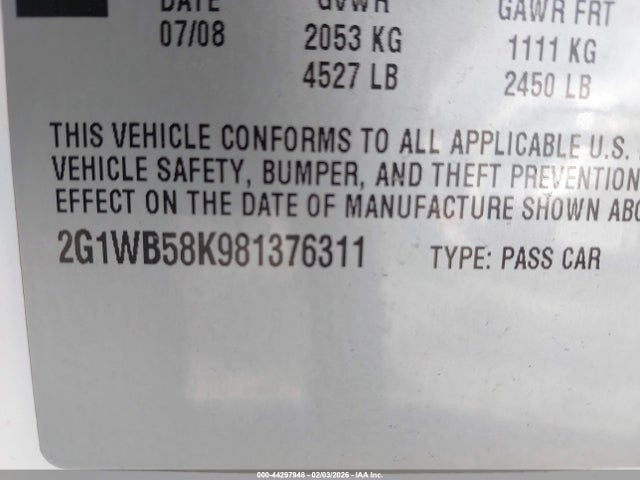 DATE GVWR GAWR FRT
07/08 2053 KG 1111 KG
4527 LB 2450 LB
THIS VEHICLE CONFORMS TO ALL APPLICABLE U.S.
VEHICLE SAFETY, BUMPER, AND THEFT PREVENTION
EFFECT ON THE DATE OF MANUFACTURE SHOWN ABO
2G1WB58K981376311 TYPE: PASS CAR
000-44297948 - 02/03/2026 - IAA Inc.